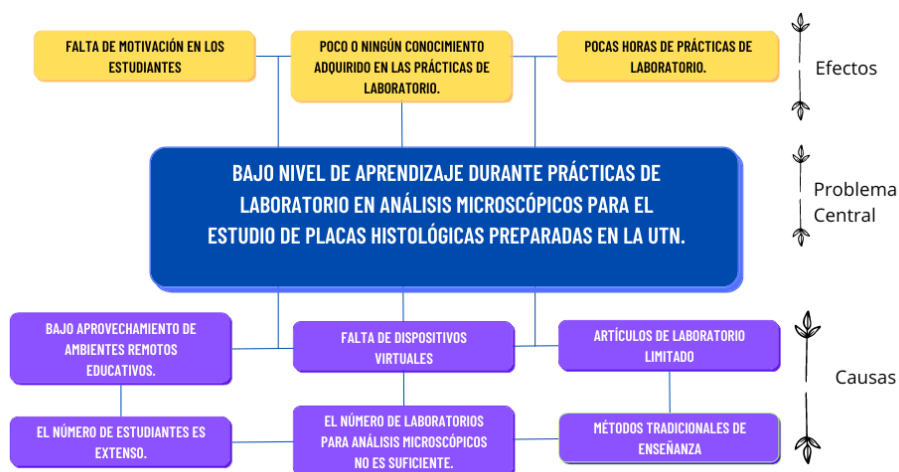 FALTA DE MOTIVACIÓN EN LOS
ESTUDIANTES
POCO O NINGÚN CONOCIMIENTO
ADQUIRIDO EN LAS PRÁCTICAS DE
LABORATORIO.
POCAS HORAS DE PRÁCTICAS DE
LABORATORIO.
Efectos
BAJO NIVEL DE APRENDIZAJE DURANTE PRÁCTICAS DE
LABORATORIO EN ANÁLISIS MICROSCÓPICOS PARA EL
ESTUDIO DE PLACAS HISTOLÓGICAS PREPARADAS EN LA UTN.
Problema
Central
BAJO APROVECHAMIENTO DE
AMBIENTES REMOTOS
EDUCATIVOS.
FALTA DE DISPOSITIVOS
VIRTUALES
ARTÍCULOS DE LABORATORIO
LIMITADO
Causas
EL NÚMERO DE ESTUDIANTES ES
EXTENSO.
EL NÚMERO DE LABORATORIOS
PARA ANÁLISIS MICROSCÓPICOS
NO ES SUFICIENTE.
MÉTODOS TRADICIONALES DE
ENSEÑANZA